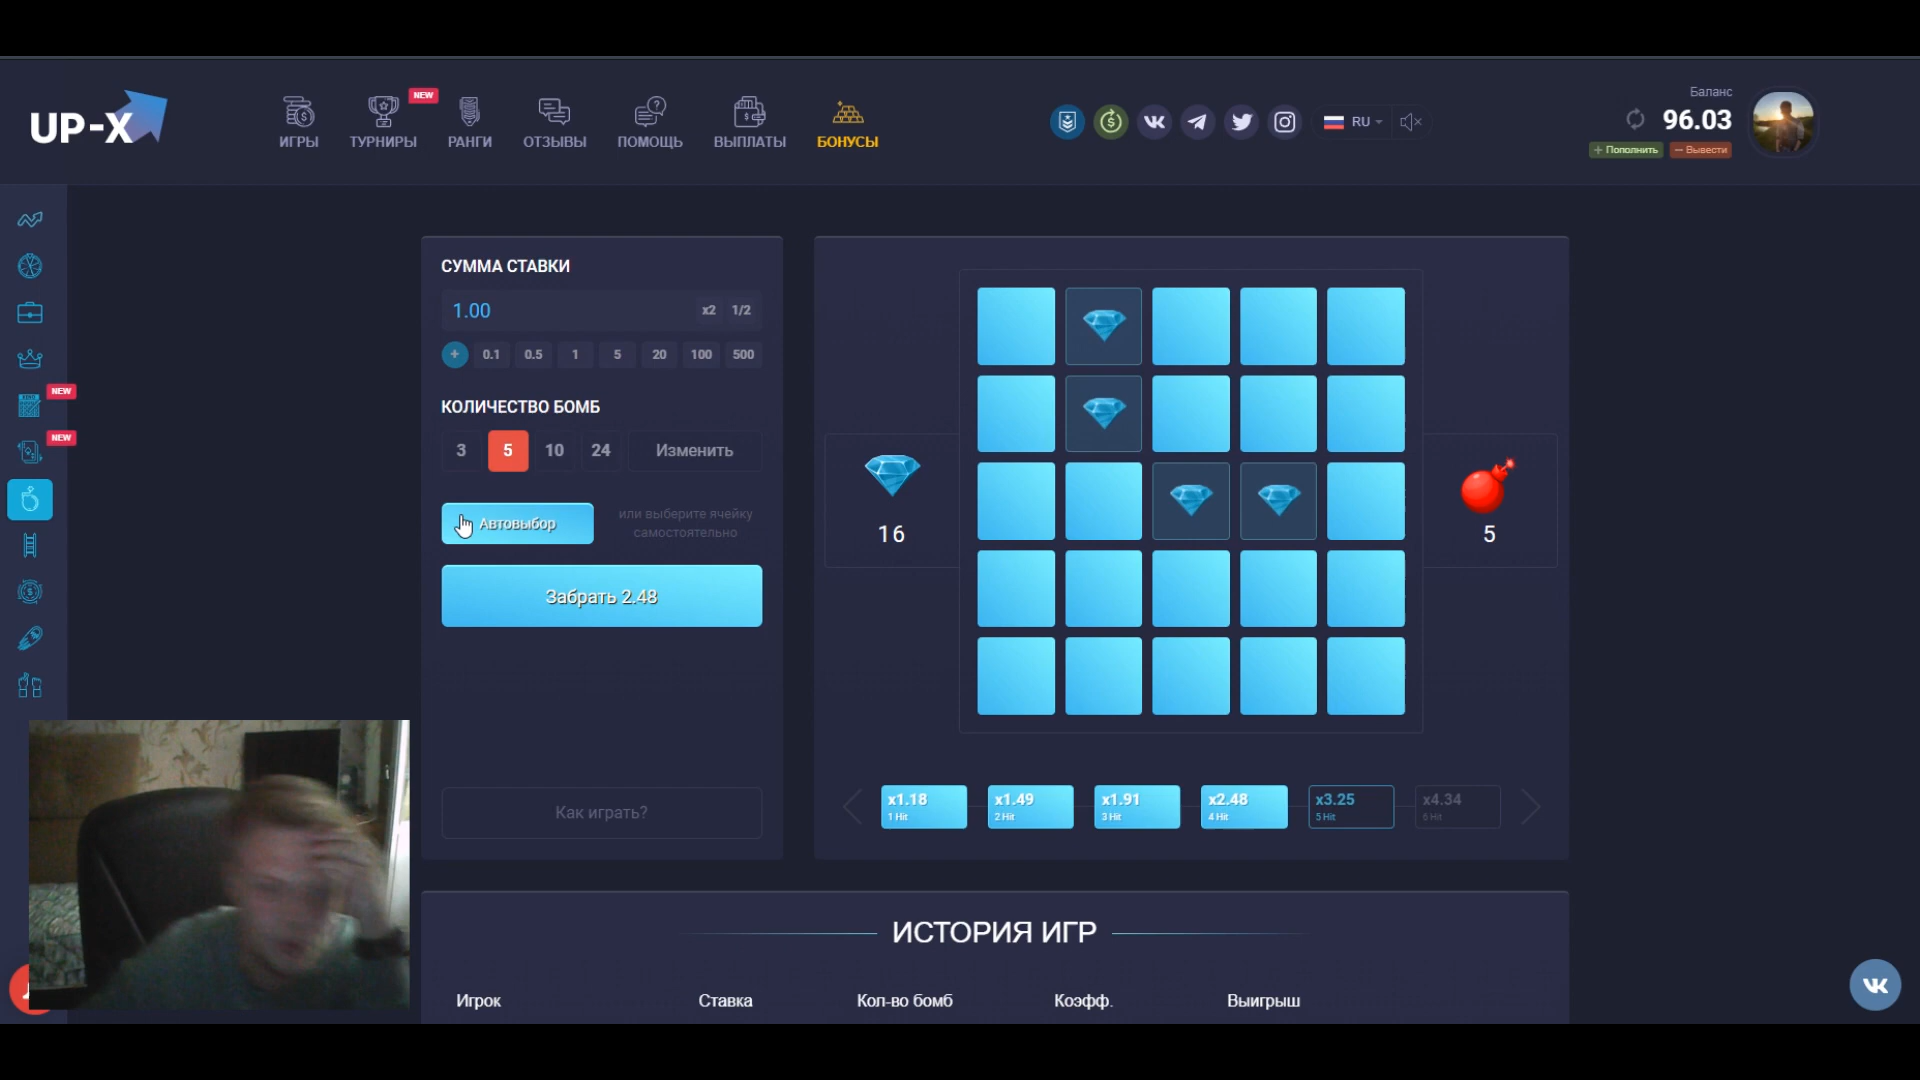 UP-X
ИГРЫ
ТУРНИРЫ
NEW
РАНГИ
ОТЗЫВЫ
ПОМОЩЬ
ВЫПЛАТЫ
БОНУСЫ
RU
Баланс
96.03
+ Пополнить
− Вывести
NEW
NEW
СУММА СТАВКИ
1.00 x2 1/2
+ 0.1 0.5 1 5 20 100 500
КОЛИЧЕСТВО БОМБ
3 5 10 24 Изменить
Автовыбор
или выберите ячейку
самостоятельно
Забрать 2.48
Как играть?
16
5
x1.18
1 Hit
x1.49
2 Hit
x1.91
3 Hit
x2.48
4 Hit
x3.25
5 Hit
x4.34
6 Hit
ИСТОРИЯ ИГР
Игрок Ставка Кол-во бомб Коэфф. Выигрыш